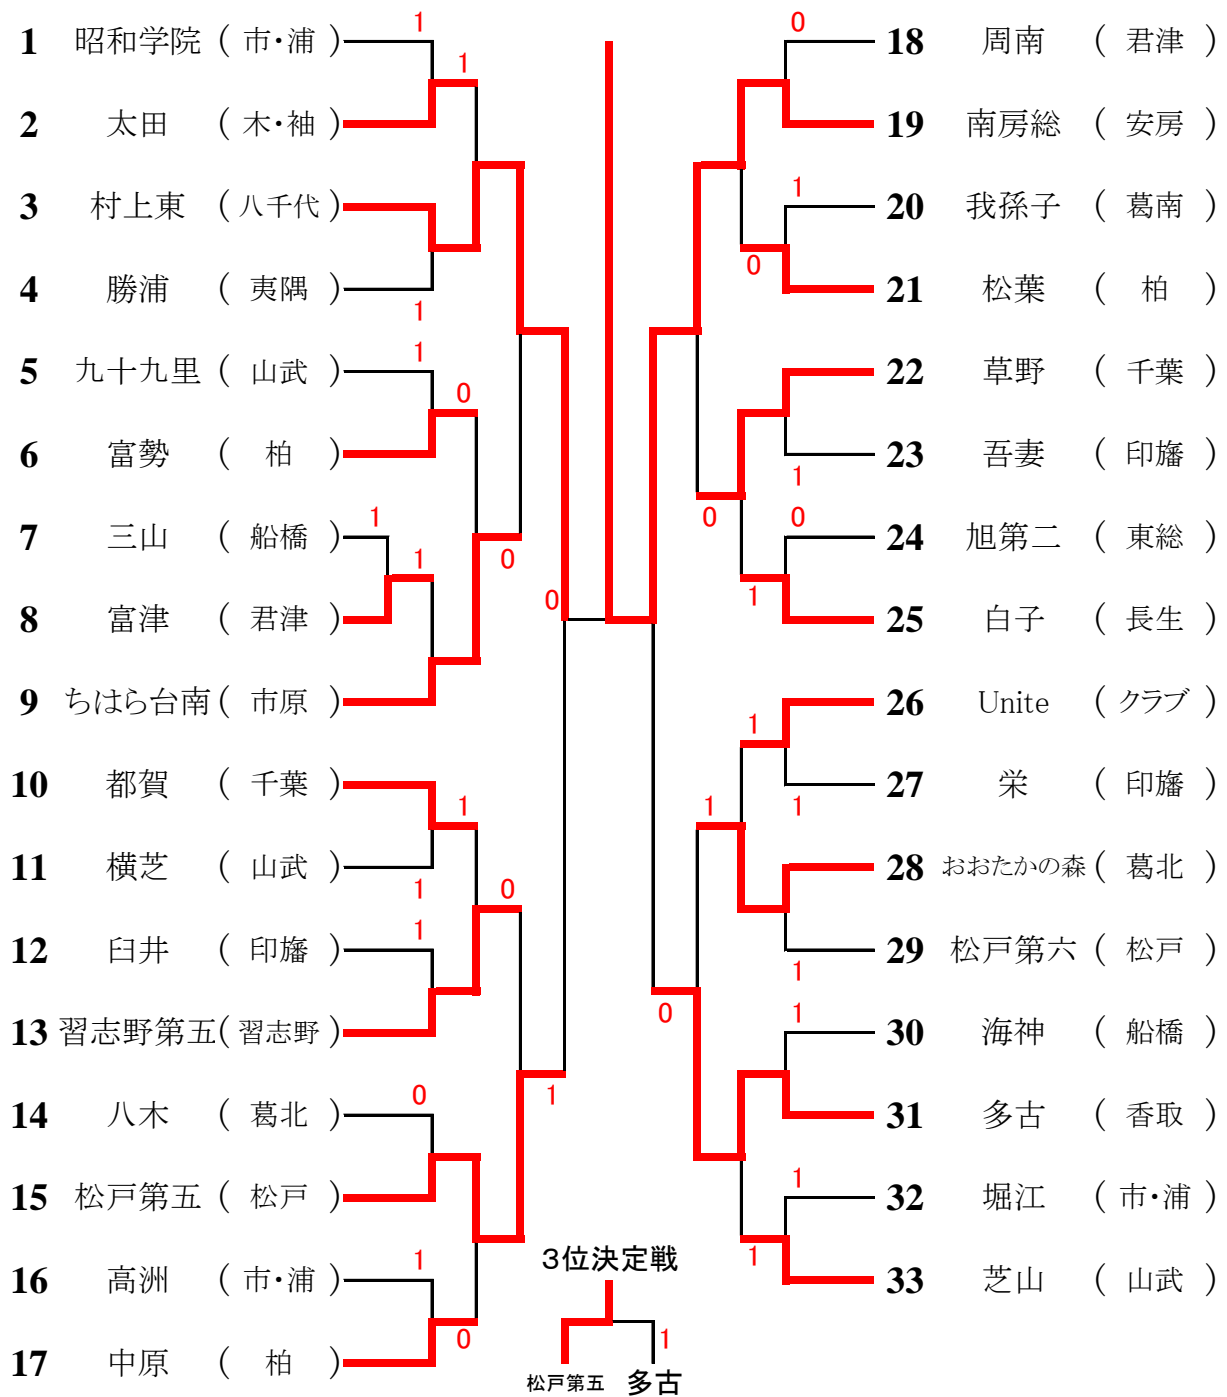 1 昭和学院 ( 市・浦 ) 1
1
2 太田 ( 木・袖 )
3 村上東 ( 八千代 )
4 勝浦 ( 夷隅 )
1
1
5 九十九里 ( 山武 )
0
6 富勢 ( 柏 )
7 三山 ( 船橋 ) 1
1
0
8 富津 ( 君津 )
0
9 ちはら台南 ( 市原 )
10 都賀 ( 千葉 )
1
11 横芝 ( 山武 )
1
0
1
12 臼井 ( 印旛 )
13 習志野第五 ( 習志野 )
0
1
14 八木 ( 葛北 )
15 松戸第五 ( 松戸 )
1
16 高洲 ( 市・浦 )
0
17 中原 ( 柏 )
0
18 周南 ( 君津 )
19 南房総 ( 安房 )
1
20 我孫子 ( 葛南 )
0
21 松葉 ( 柏 )
22 草野 ( 千葉 )
23 吾妻 ( 印旛 )
1
0
0
24 旭第二 ( 東総 )
1
25 白子 ( 長生 )
26 Unite ( クラブ )
1
27 栄 ( 印旛 )
1
1
28 おおたかの森 ( 葛北 )
29 松戸第六 ( 松戸 )
1
0
1
30 海神 ( 船橋 )
31 多古 ( 香取 )
1
32 堀江 ( 市・浦 )
1
33 芝山 ( 山武 )
３位決定戦
1
松戸第五 多古